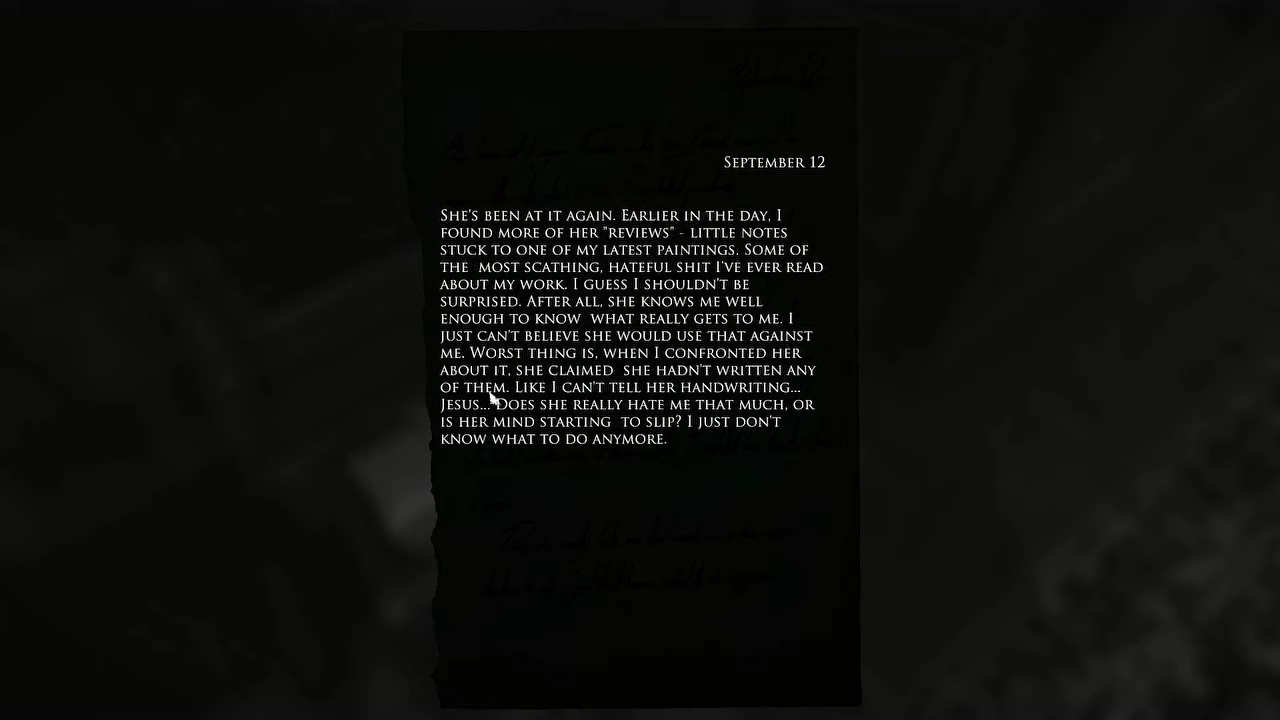 September 12
She's been at it again. Earlier in the day, I
found more of her "reviews" - little notes
stuck to one of my latest paintings. Some of
the  most scathing, hateful shit I've ever read
about my work. I guess I shouldn't be
surprised. After all, she knows me well
enough to know  what really gets to me. I
just can't believe she would use that against
me. Worst thing is, when I confronted her
about it, she claimed  she hadn't written any
of them. Like I can't tell her handwriting...
Jesus... Does she really hate me that much, or
is her mind starting  to slip? I just don't
know what to do anymore.